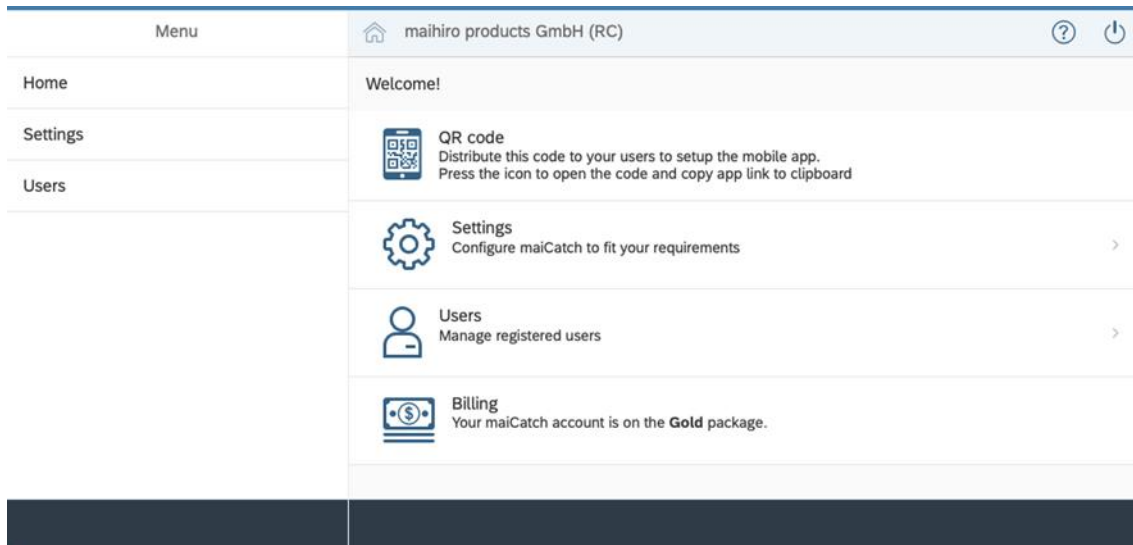 Menu
maihiro products GmbH (RC)
Home
Settings
Users
Welcome!
QR code
Distribute this code to your users to setup the mobile app.
Press the icon to open the code and copy app link to clipboard
Settings
Configure maiCatch to fit your requirements
Users
Manage registered users
Billing
Your maiCatch account is on the Gold package.